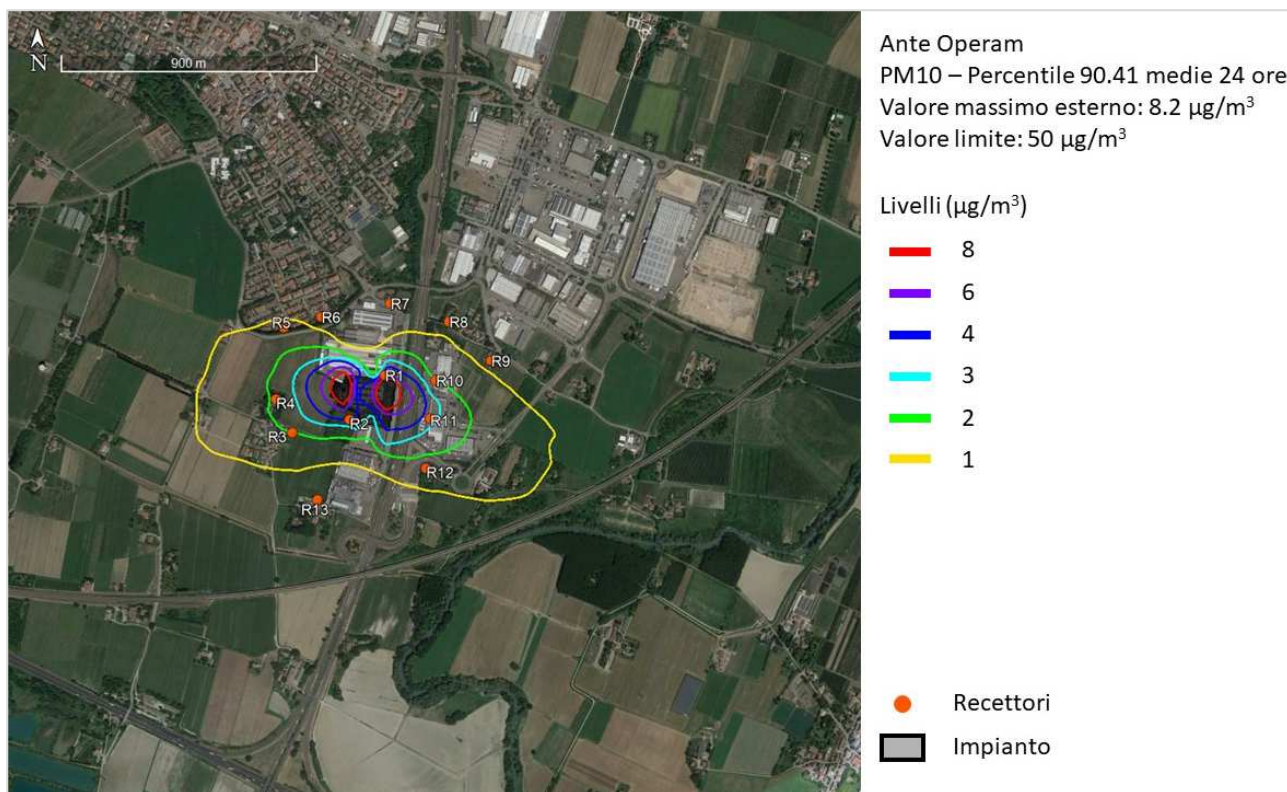 N
900 m
R7
R6
R8
R5
R9
R1
R10
R4
R2
R11
R3
R12
R13
Ante Operam
PM10 – Percentile 90.41 medie 24 ore
Valore massimo esterno: 8.2 µg/m³
Valore limite: 50 µg/m³
Livelli (µg/m³)
8
6
4
3
2
1
Recettori
Impianto